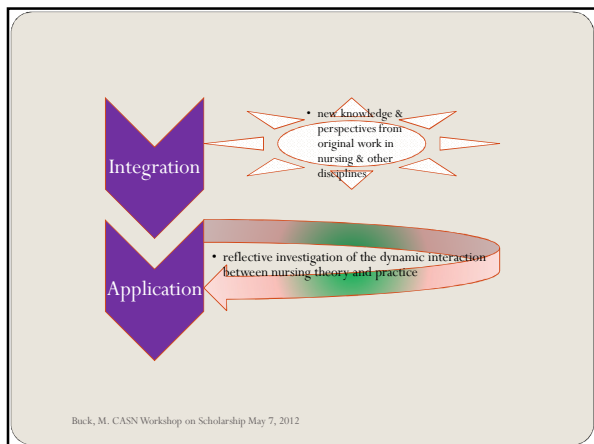 Integration
• new knowledge &
perspectives from
original work in
nursing & other
disciplines
Application
• reflective investigation of the dynamic interaction
between nursing theory and practice
Buck, M. CASN Workshop on Scholarship May 7, 2012